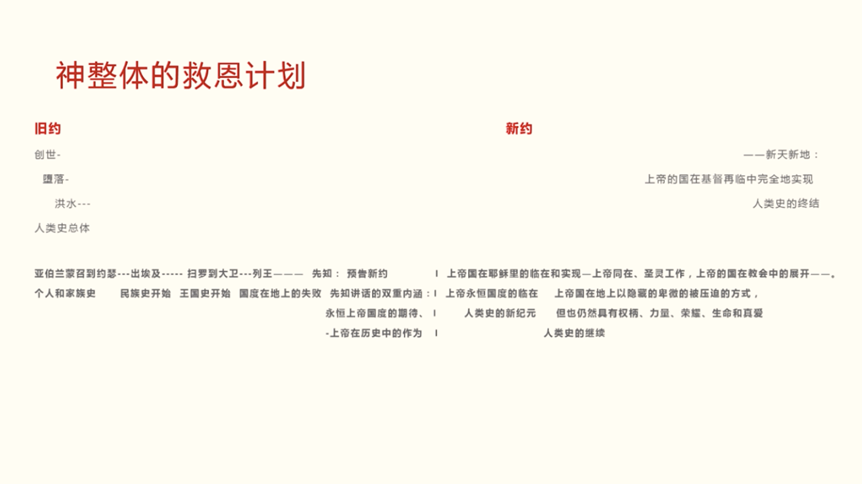 神整体的救恩计划
旧约 新约
创世- ——新天新地：
堕落- 上帝的国在基督再临中完全地实现
洪水--- 人类史的终结
人类史总体
亚伯兰蒙召到约瑟---出埃及----- 扫罗到大卫---列王——— 先知： 预告新约 I 上帝国在耶稣里的临在和实现—上帝同在、圣灵工作，上帝的国在教会中的展开——。
个人和家族史 民族史开始 王国史开始 国度在地上的失败 先知讲话的双重内涵：I 上帝永恒国度的临在 上帝国在地上以隐藏的卑微的被压迫的方式，
永恒上帝国度的期待、 I 人类史的新纪元 但也仍然具有权柄、力量、荣耀、生命和真爱
-上帝在历史中的作为 I 人类史的继续